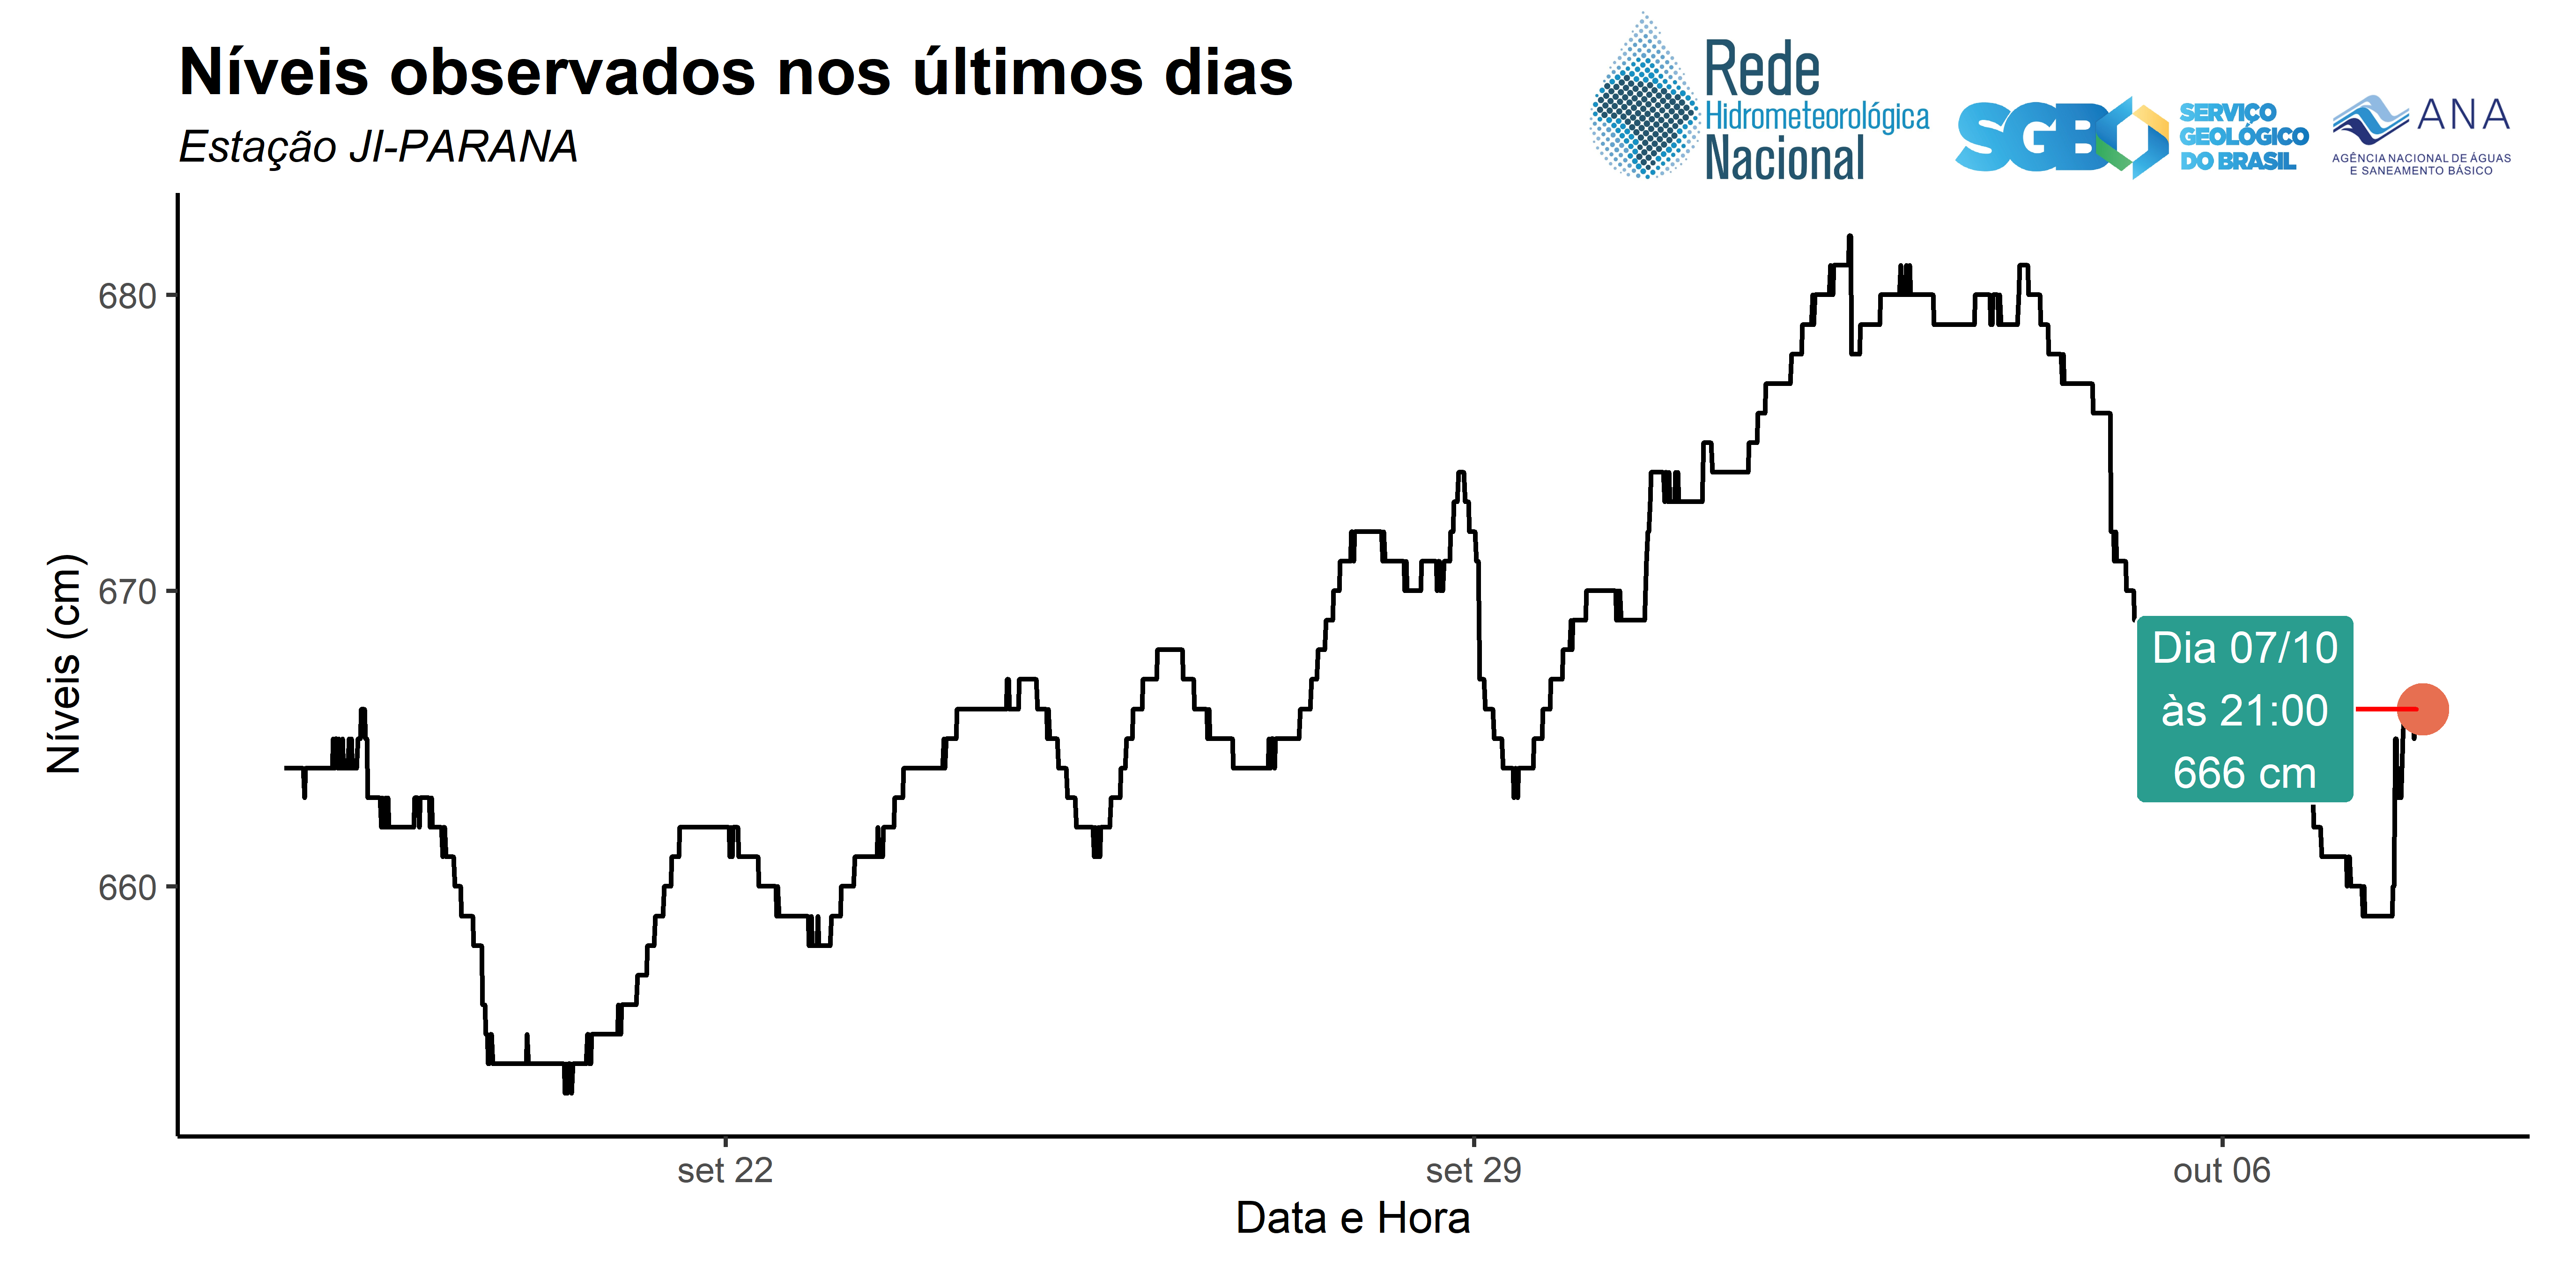 Níveis observados nos últimos dias
Estação JI-PARANA
Rede
Hidrometeorológica
Nacional
SGB
SERVIÇO
GEOLÓGICO
DO BRASIL
ANA
AGÊNCIA NACIONAL DE ÁGUAS
E SANEAMENTO BÁSICO
Níveis (cm)
680
670
660
Dia 07/10
às 21:00
666 cm
set 22
set 29
out 06
Data e Hora